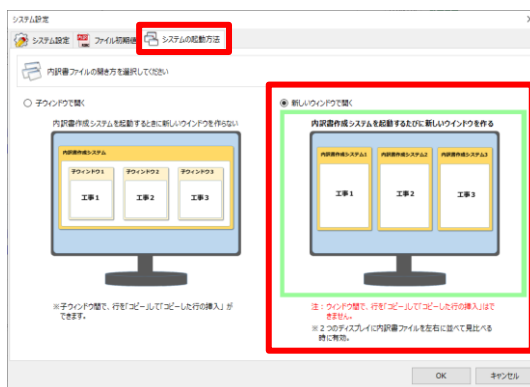 システム設定
システム設定 ファイル初期値 システムの起動方法
内訳書ファイルの開き方を選択してください
子ウィンドウで開く
内訳書作成システムを起動するときに新しいウインドウを作らない
内訳書作成システム
子ウィンドウ1 子ウィンドウ2 子ウィンドウ3
工事1 工事2 工事3
※子ウィンドウ間で、行を「コピー」して「コピーした行の挿入」が
できます。
新しいウィンドウで開く
内訳書作成システムを起動するたびに新しいウインドウを作る
内訳書作成システム1 内訳書作成システム2 内訳書作成システム3
工事1 工事2 工事3
注：ウィンドウ間で、行を「コピー」して「コピーした行の挿入」はで
きません。
※２つのディスプレイに内訳書ファイルを左右に並べて見比べる
時に有効。
OK キャンセル